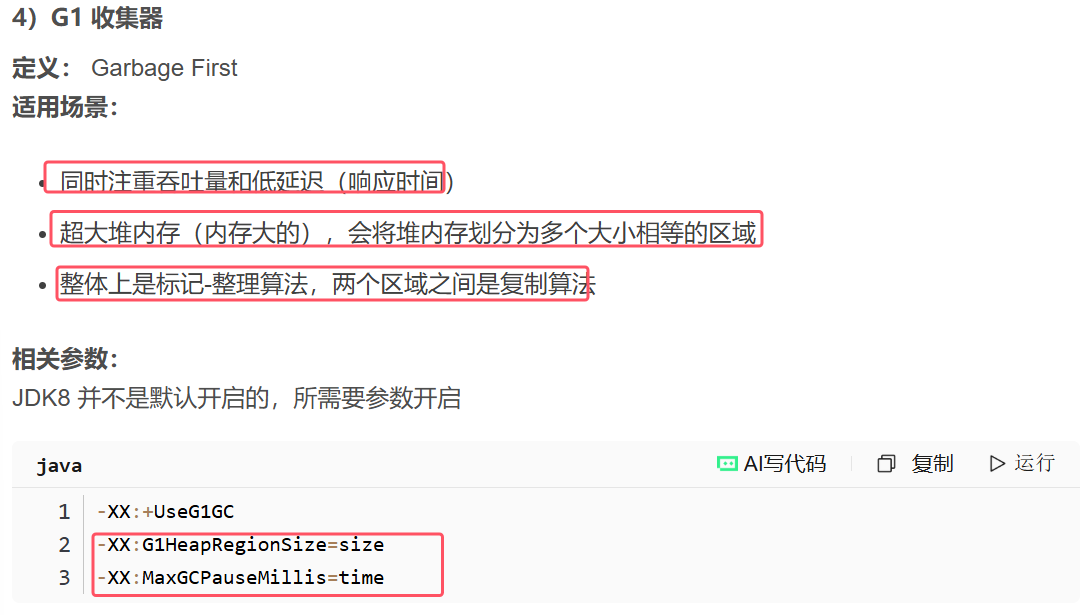 4）G1 收集器
定义： Garbage First
适用场景：
同时注重吞吐量和低延迟（响应时间）
超大堆内存（内存大的），会将堆内存划分为多个大小相等的区域
整体上是标记-整理算法，两个区域之间是复制算法
相关参数：
JDK8 并不是默认开启的，所需要参数开启
java AI写代码 复制 运行
1 -XX:+UseG1GC
2 -XX:G1HeapRegionSize=size
3 -XX:MaxGCPauseMillis=time